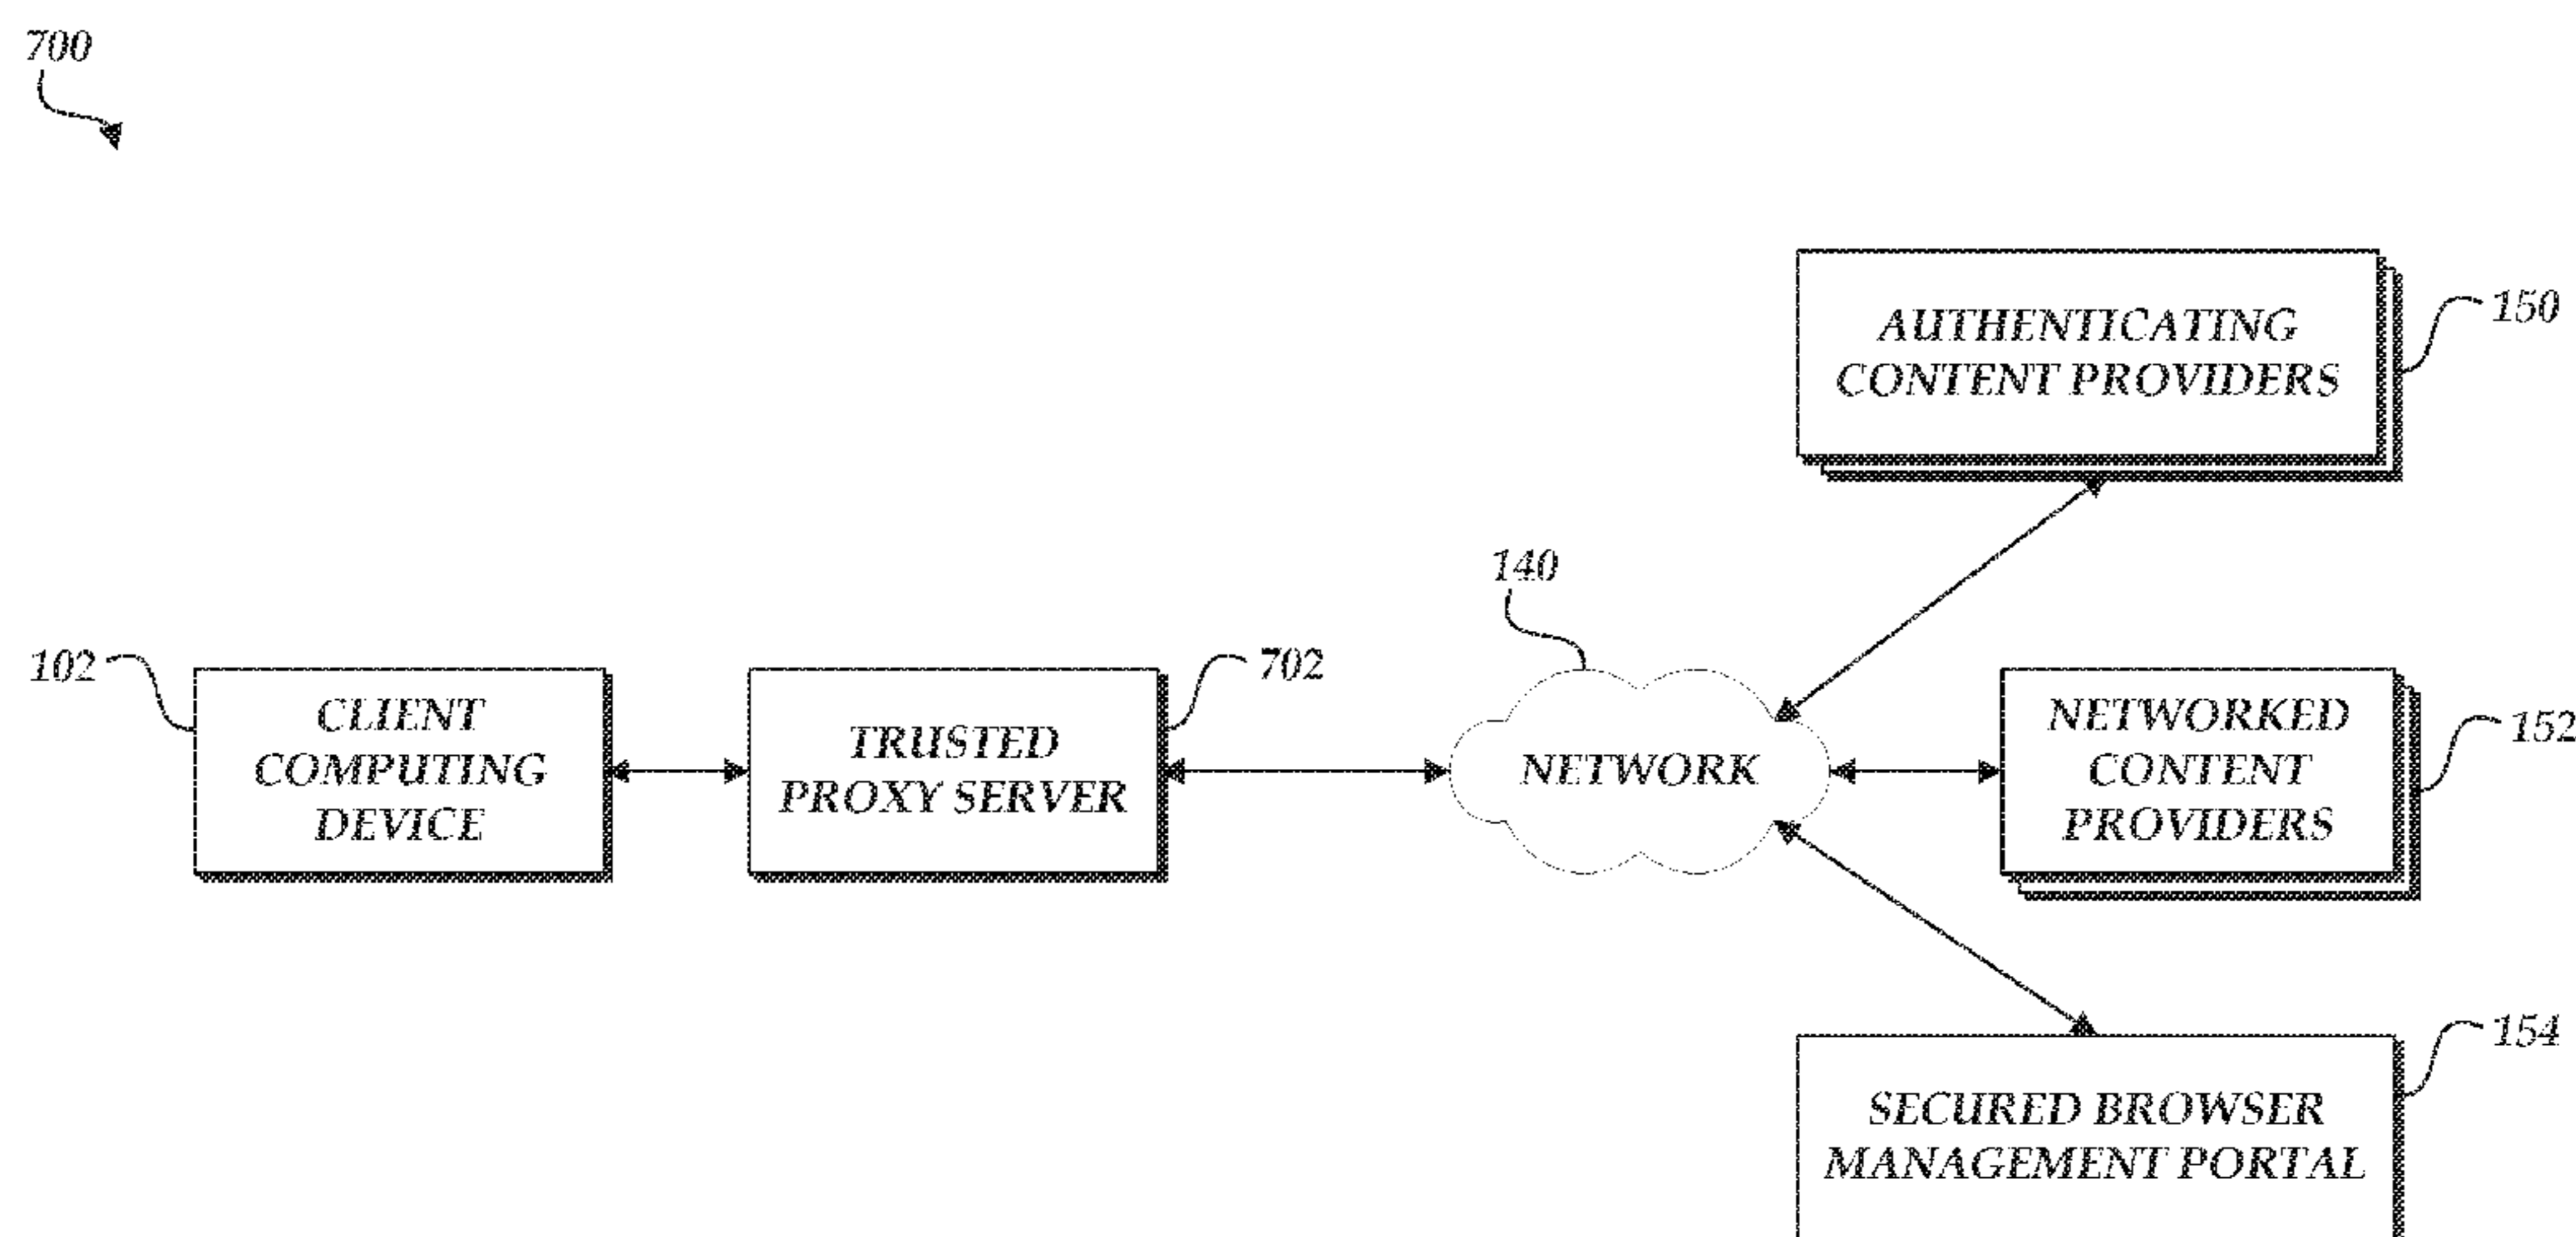 700
AUTHENTICATING
CONTENT PROVIDERS
150
140
102
CLIENT
COMPUTING
DEVICE
702
TRUSTED
PROXY SERVER
NETWORK
NETWORKED
CONTENT
PROVIDERS
152
154
SECURED BROWSER
MANAGEMENT PORTAL